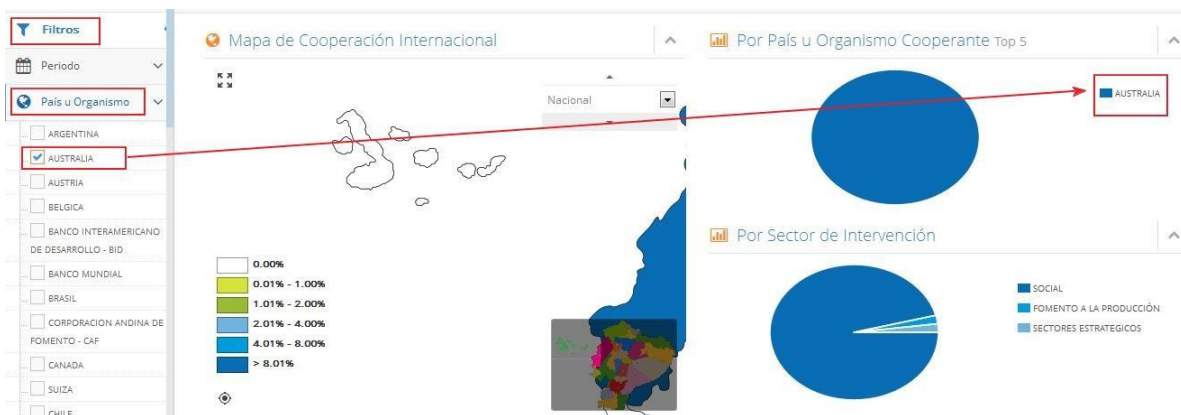 Filtros
Periodo
País u Organismo
ARGENTINA
AUSTRALIA
AUSTRIA
BELGICA
BANCO INTERAMERICANO
DE DESARROLLO - BID
BANCO MUNDIAL
BRASIL
CORPORACION ANDINA DE
FOMENTO - CAF
CANADA
SUIZA
CHILE
Mapa de Cooperación Internacional
Nacional
0.00%
0.01% - 1.00%
1.01% - 2.00%
2.01% - 4.00%
4.01% - 8.00%
> 8.01%
Por País u Organismo Cooperante Top 5
AUSTRALIA
Por Sector de Intervención
SOCIAL
FOMENTO A LA PRODUCCIÓN
SECTORES ESTRATEGICOS